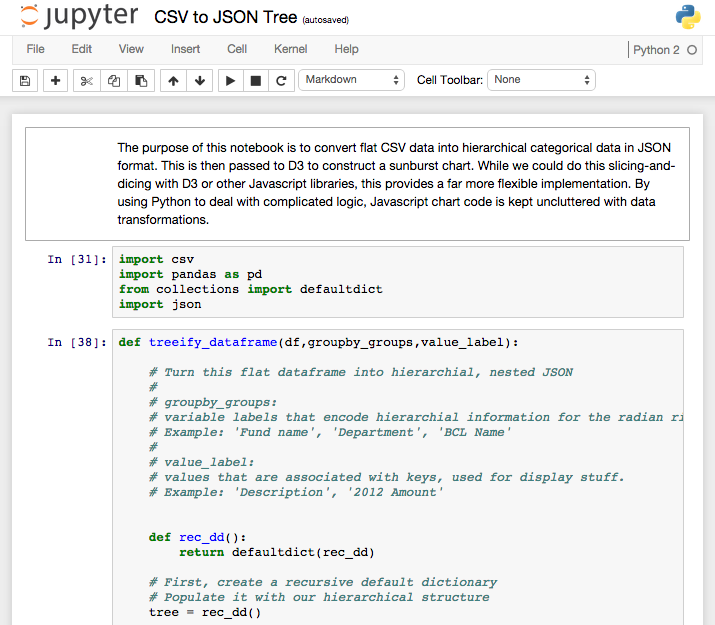 jupyter CSV to JSON Tree (autosaved)
File Edit View Insert Cell Kernel Help Python 2
Markdown Cell Toolbar: None
The purpose of this notebook is to convert flat CSV data into hierarchical categorical data in JSON
format. This is then passed to D3 to construct a sunburst chart. While we could do this slicing-and-
dicing with D3 or other Javascript libraries, this provides a far more flexible implementation. By
using Python to deal with complicated logic, Javascript chart code is kept uncluttered with data
transformations.
In [31]: import csv
import pandas as pd
from collections import defaultdict
import json
In [38]: def treeify_dataframe(df,groupby_groups,value_label):
# Turn this flat dataframe into hierarchial, nested JSON
#
# groupby_groups:
# variable labels that encode hierarchial information for the radian ri
# Example: 'Fund name', 'Department', 'BCL Name'
#
# value_label:
# values that are associated with keys, used for display stuff.
# Example: 'Description', '2012 Amount'
def rec_dd():
return defaultdict(rec_dd)
# First, create a recursive default dictionary
# Populate it with our hierarchical structure
tree = rec_dd()